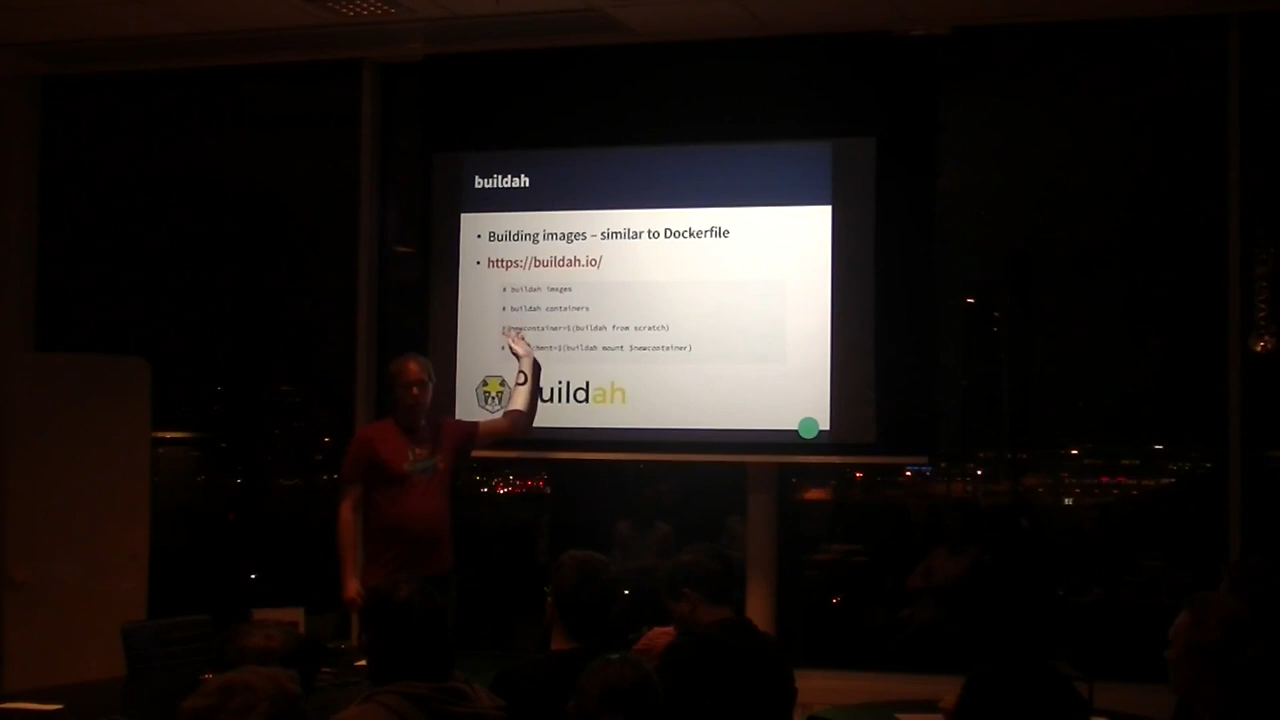 buildah
• Building images – similar to Dockerfile
• https://buildah.io/
# buildah images
# buildah containers
#newcontainer=$(buildah from scratch)
# $(buildah mount $newcontainer)
uildah